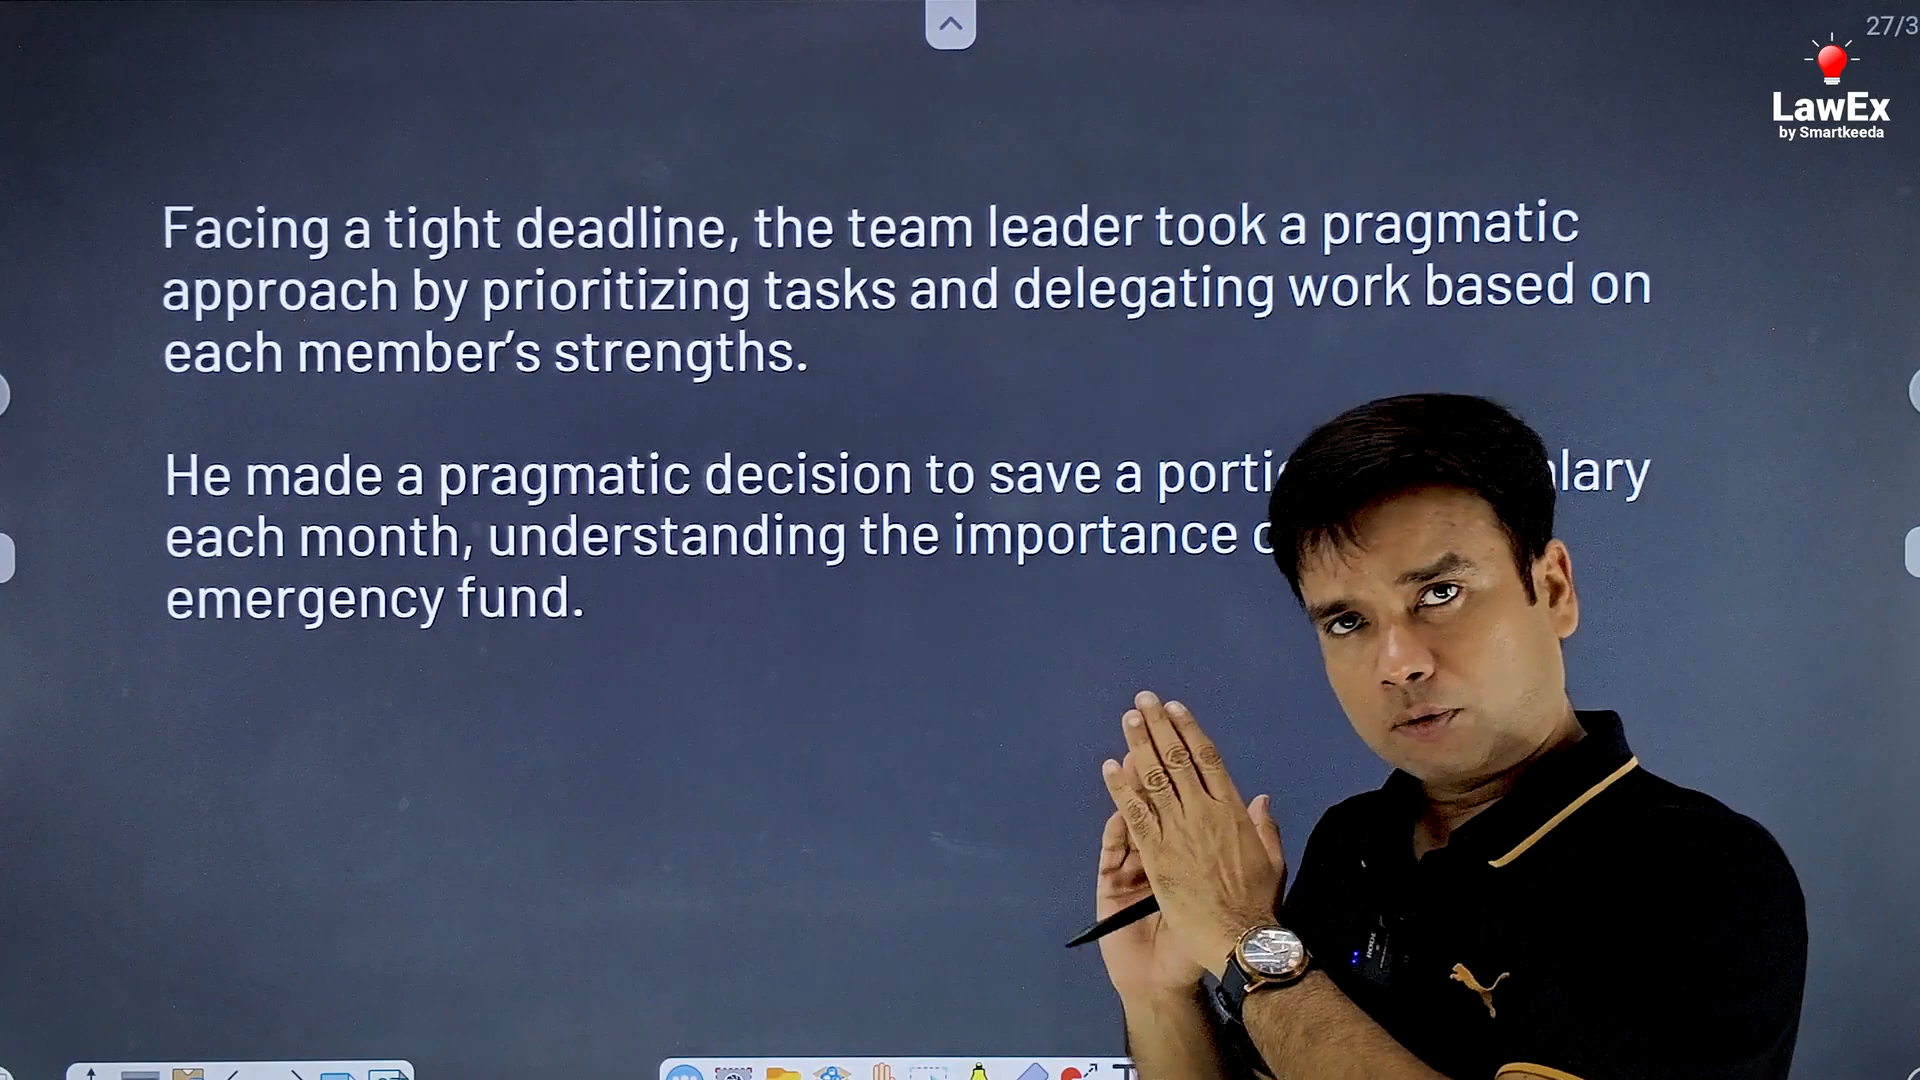 27/3
LawEx
by Smartkeeda
Facing a tight deadline, the team leader took a pragmatic
approach by prioritizing tasks and delegating work based on
each member's strengths.
He made a pragmatic decision to save a
each month, understanding the importance
emergency fund.
RODE